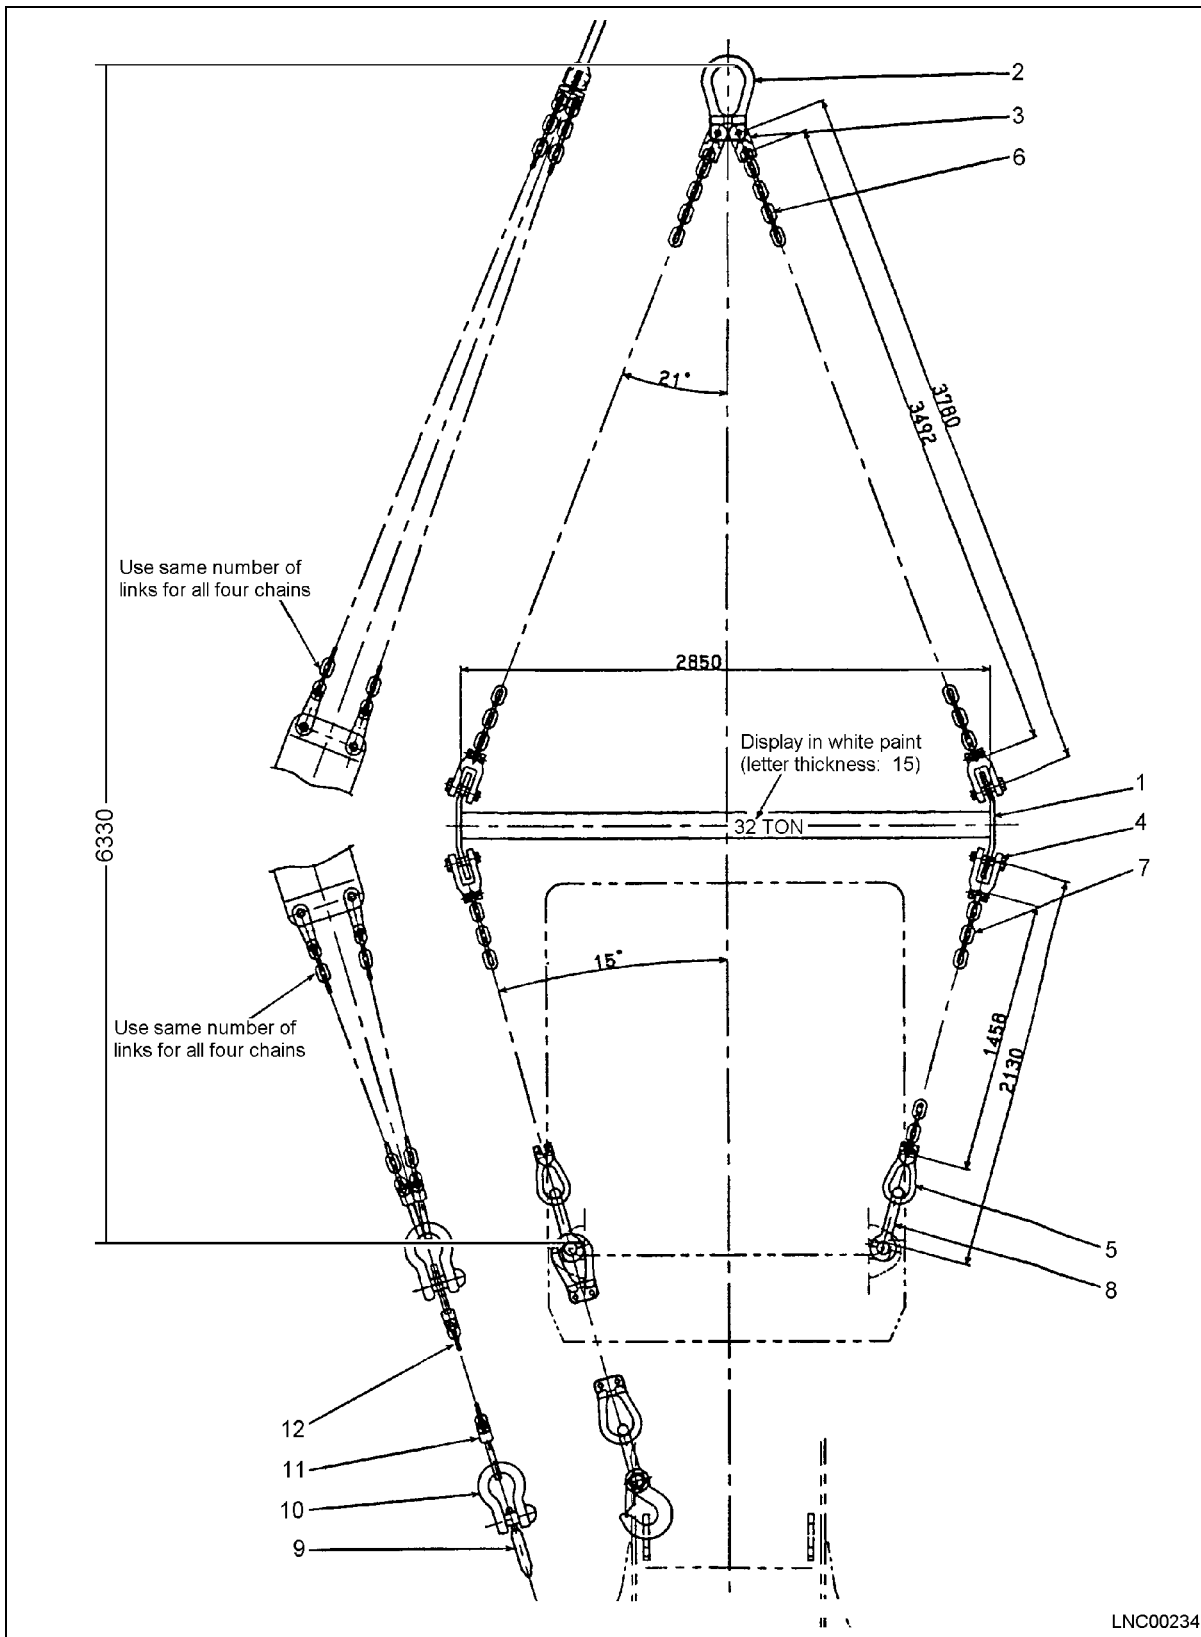 2
3
6
21°
3780
3492
Use same number of
links for all four chains
2850
Display in white paint
(letter thickness: 15)
1
32 TON
4
6330
7
15°
Use same number of
links for all four chains
1458
2130
5
8
12
11
10
9
LNC00234